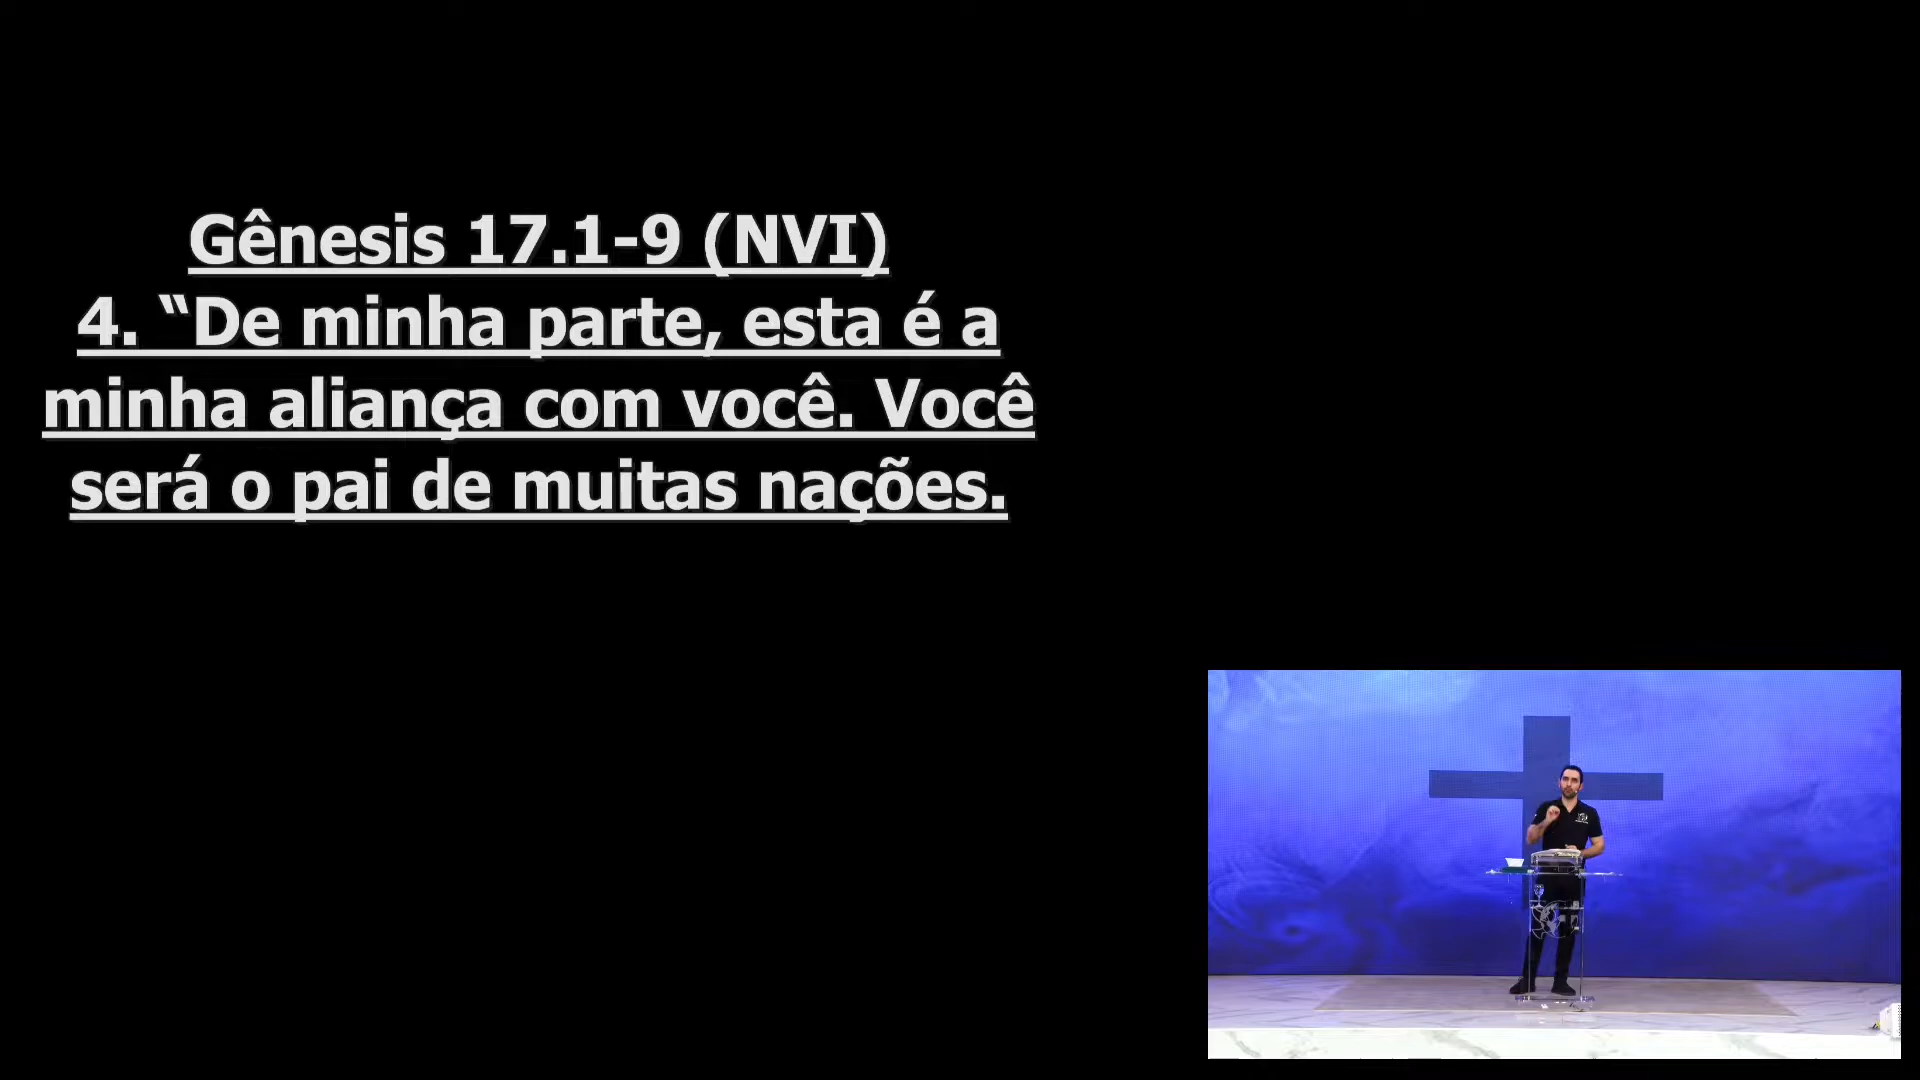 Gênesis 17.1-9 (NVI)
4. “De minha parte, esta é a
minha aliança com você. Você
será o pai de muitas nações.